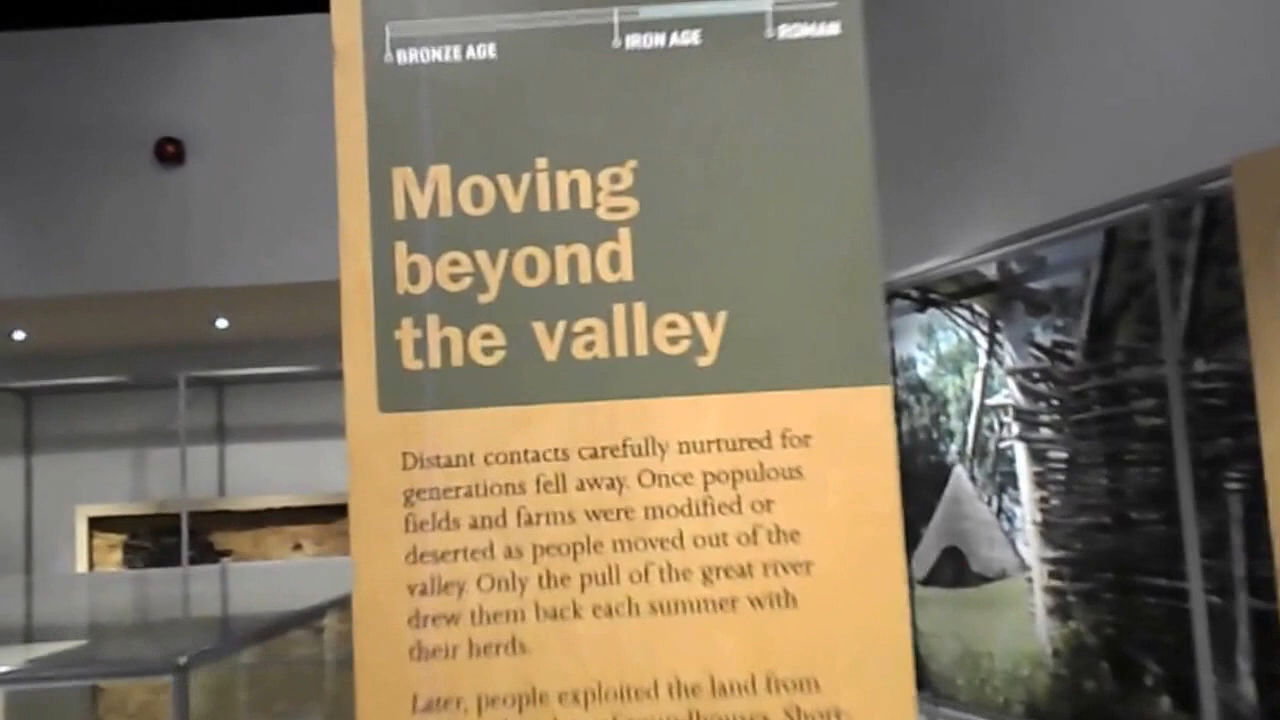 BRONZE AGE
IRON AGE
ROMAN
Moving
beyond
the valley
Distant contacts carefully nurtured for
generations fell away. Once populous
fields and farms were modified or
deserted as people moved out of the
valley. Only the pull of the great river
drew them back each summer with
their herds.
Later, people exploited the land from
roundhouses. Short-